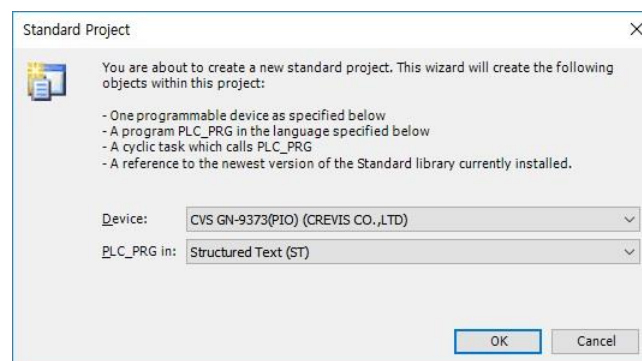 Standard Project
You are about to create a new standard project. This wizard will create the following
objects within this project:
- One programmable device as specified below
- A program PLC_PRG in the language specified below
- A cyclic task which calls PLC_PRG
- A reference to the newest version of the Standard library currently installed.
Device: CVS GN-9373(PIO) (CREVIS CO.,LTD)
PLC_PRG in: Structured Text (ST)
OK Cancel